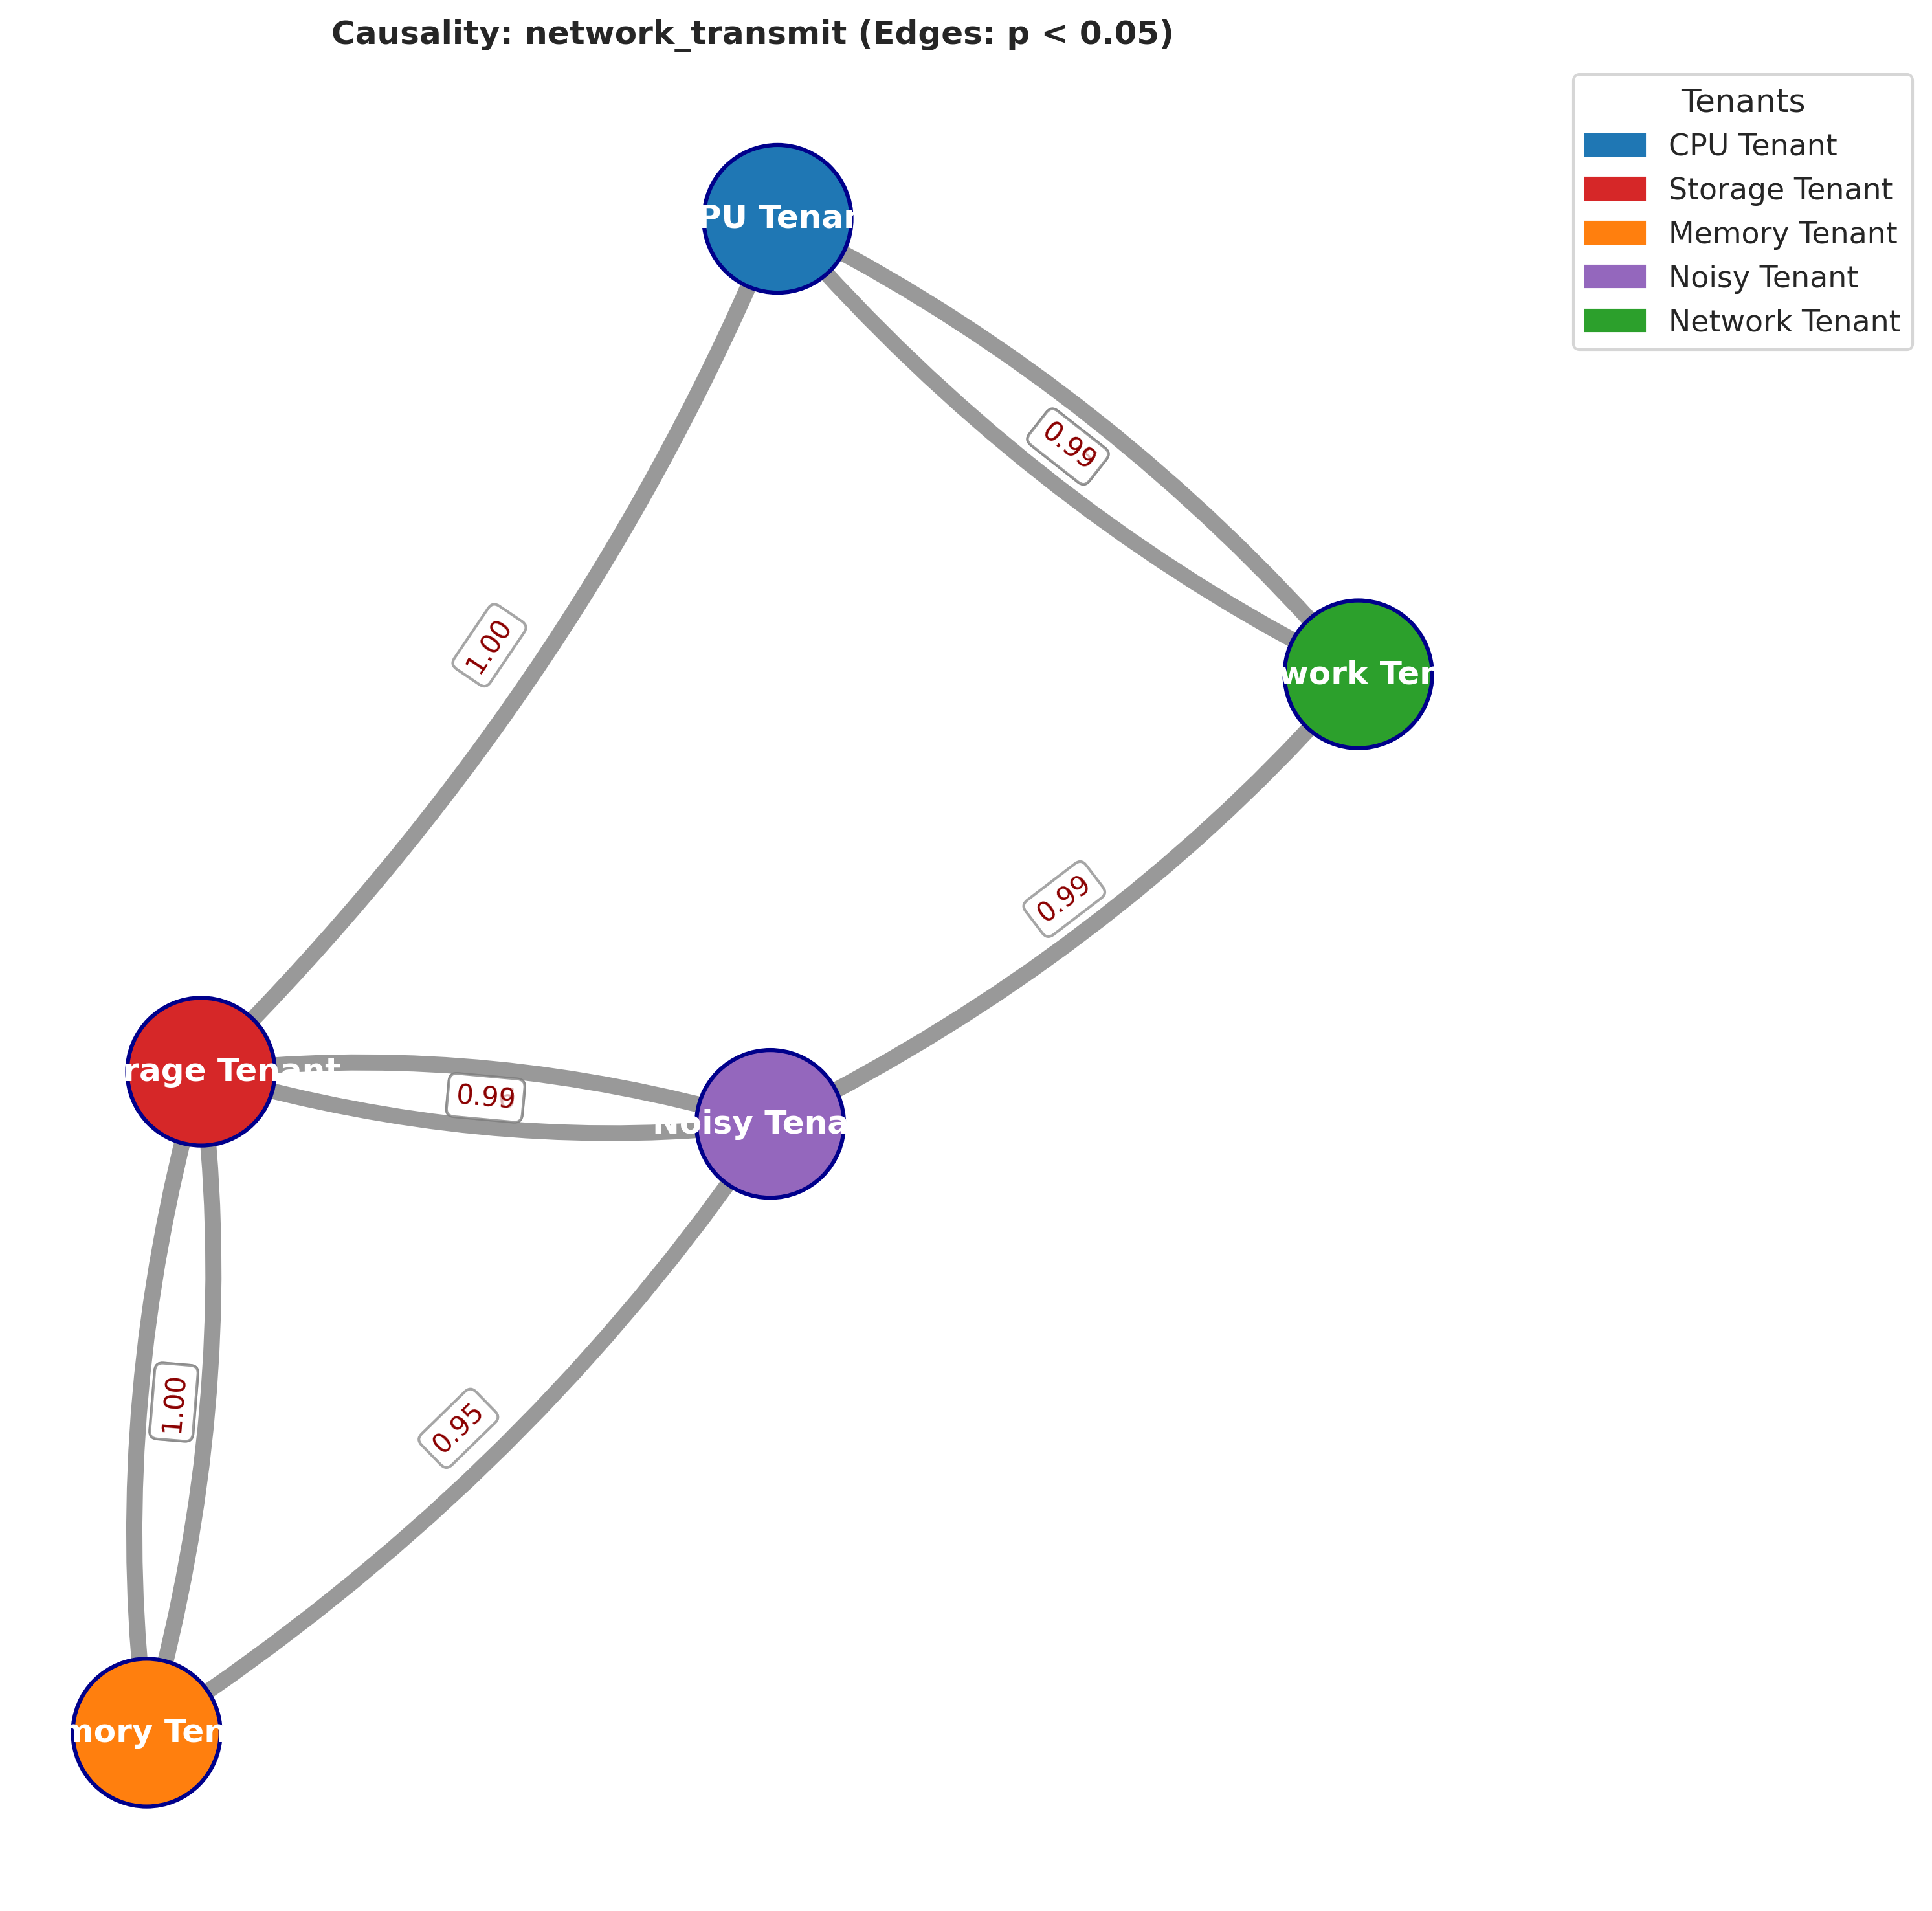 Causality: network_transmit (Edges: p < 0.05)
Tenants
CPU Tenant
Storage Tenant
Memory Tenant
Noisy Tenant
Network Tenant
PU Tenan
0.99
1.00
work Ten
0.99
rage Tenant
0.99
Noisy Tena
1.00
0.95
mory Ten